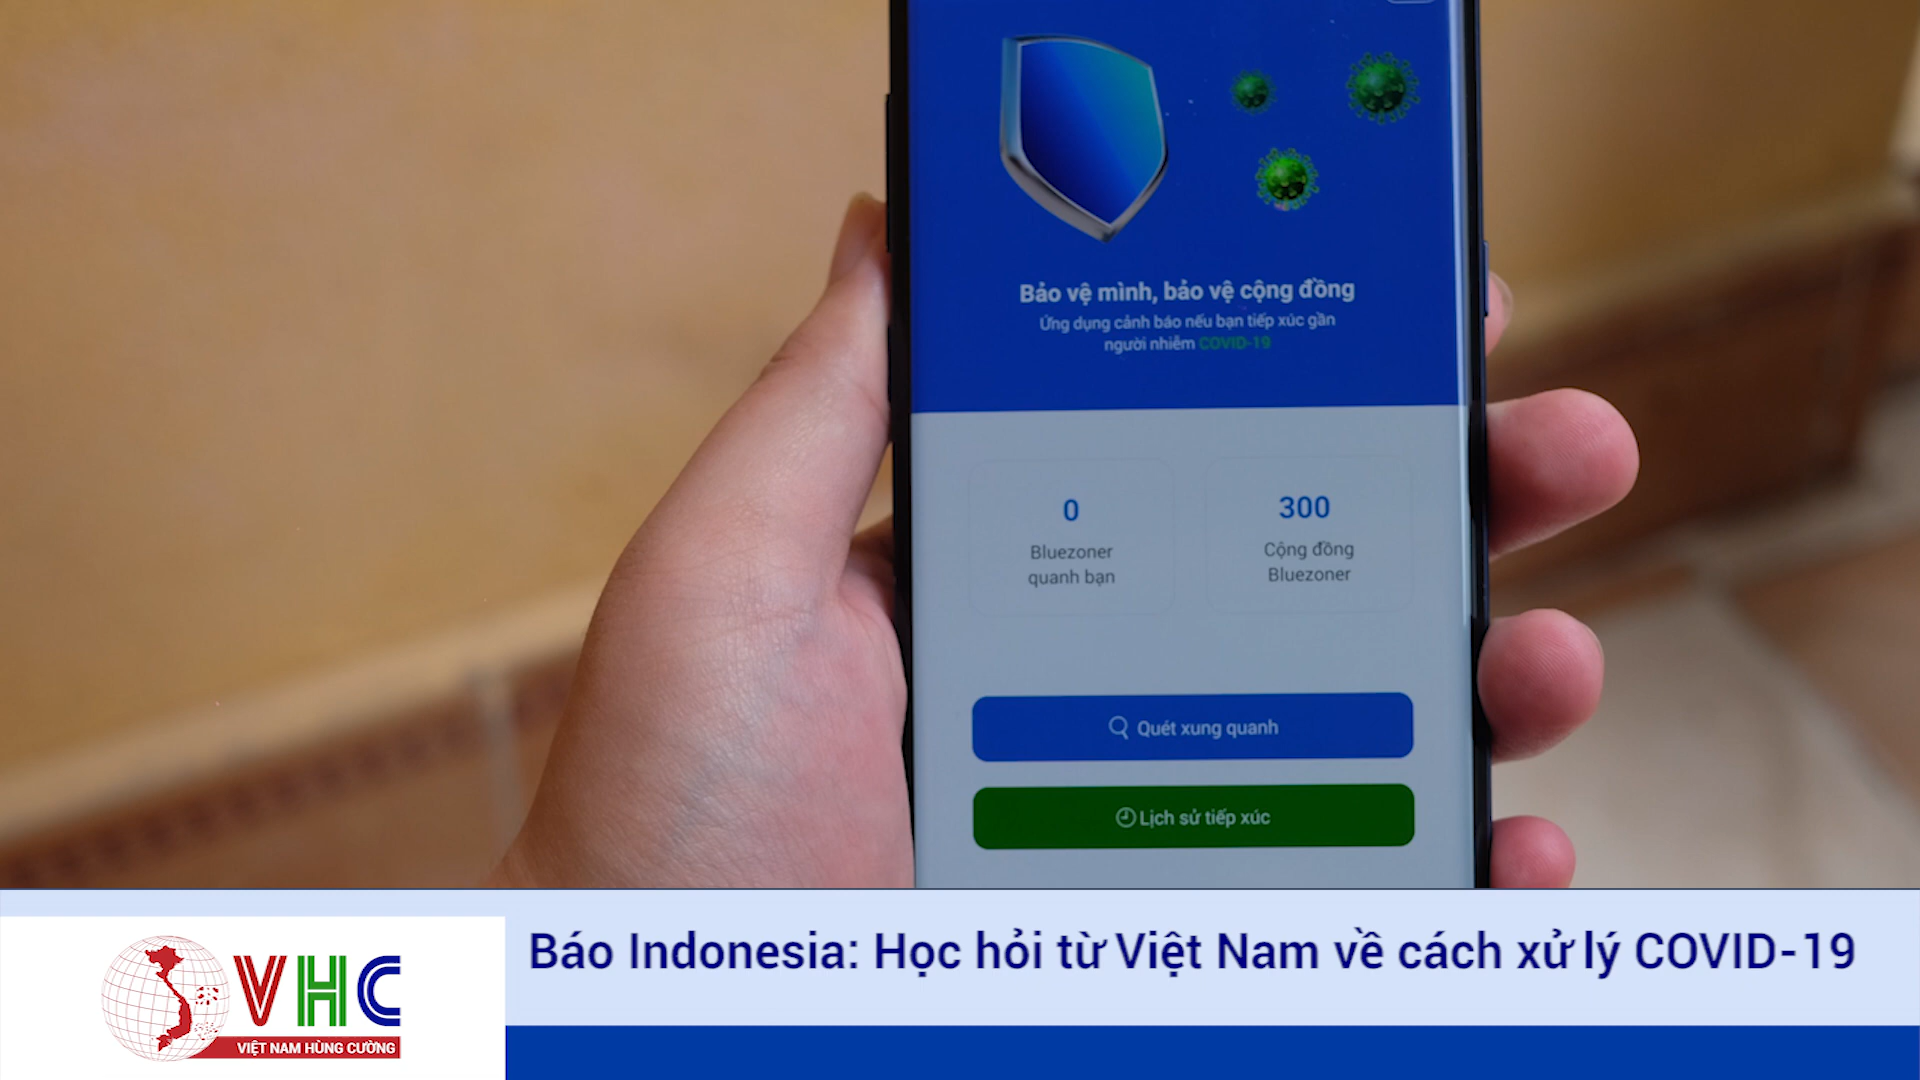 Bảo vệ mình, bảo vệ cộng đồng
Ứng dụng cảnh báo nếu bạn tiếp xúc gần
người nhiễm COVID-19
0
Bluezoner
quanh bạn
300
Cộng đồng
Bluezoner
Quét xung quanh
Lịch sử tiếp xúc
Báo Indonesia: Học hỏi từ Việt Nam về cách xử lý COVID-19
VHC
VIỆT NAM HÙNG CƯỜNG